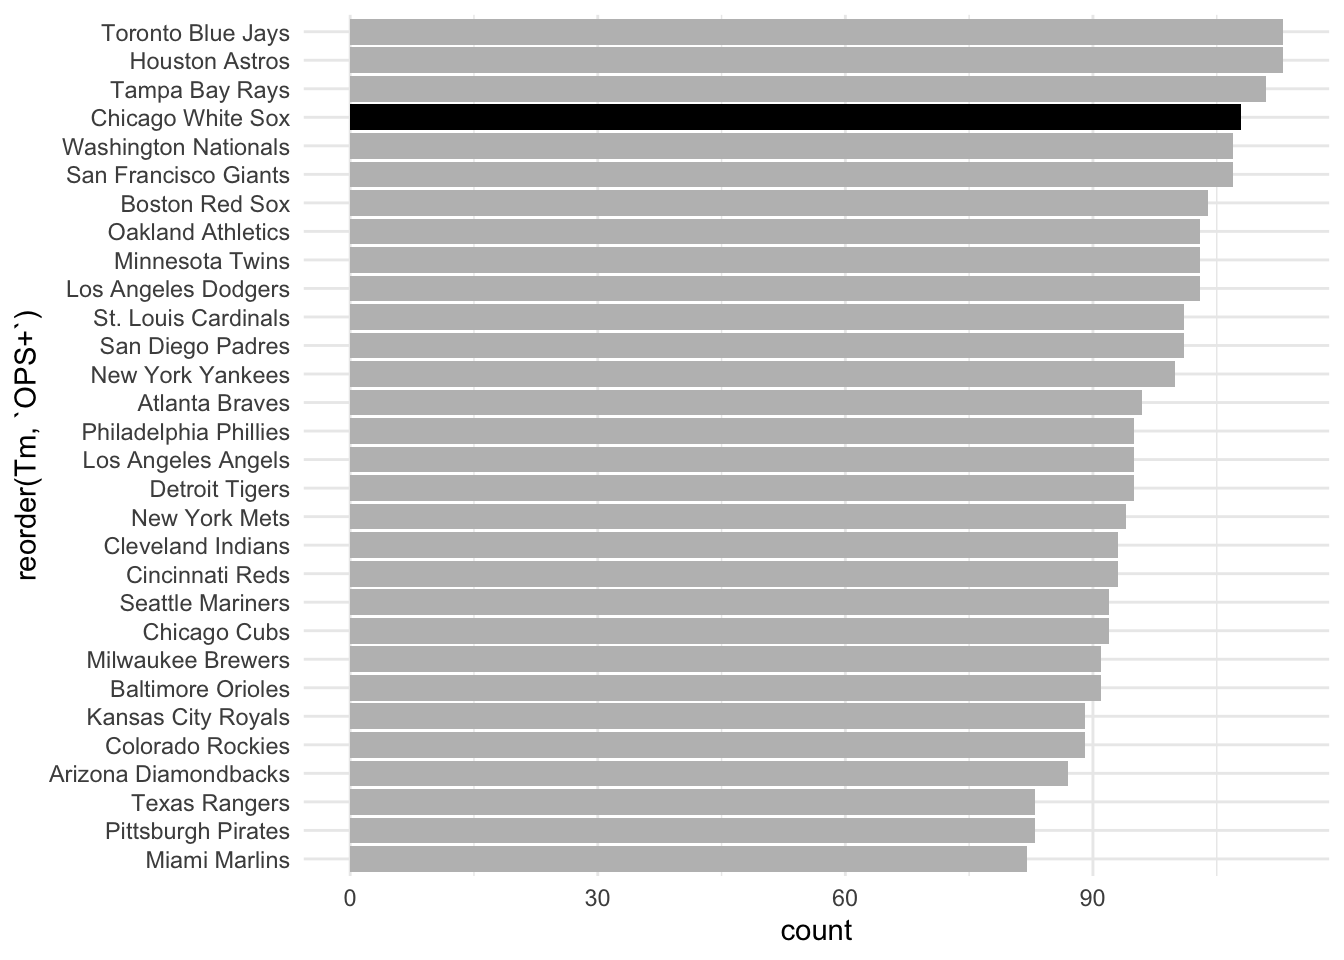 Toronto Blue Jays
Houston Astros
Tampa Bay Rays
Chicago White Sox
Washington Nationals
San Francisco Giants
Boston Red Sox
Oakland Athletics
Minnesota Twins
Los Angeles Dodgers
St. Louis Cardinals
San Diego Padres
New York Yankees
Atlanta Braves
Philadelphia Phillies
Los Angeles Angels
Detroit Tigers
New York Mets
Cleveland Indians
Cincinnati Reds
Seattle Mariners
Chicago Cubs
Milwaukee Brewers
Baltimore Orioles
Kansas City Royals
Colorado Rockies
Arizona Diamondbacks
Texas Rangers
Pittsburgh Pirates
Miami Marlins
reorder(Tm, `OPS+`)
0 30 60 90
count